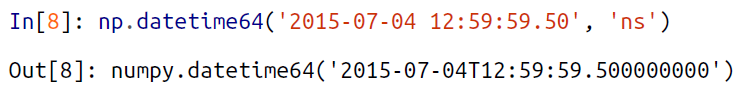 In[8]: np.datetime64('2015-07-04 12:59:59.50', 'ns')
Out[8]: numpy.datetime64('2015-07-04T12:59:59.500000000')